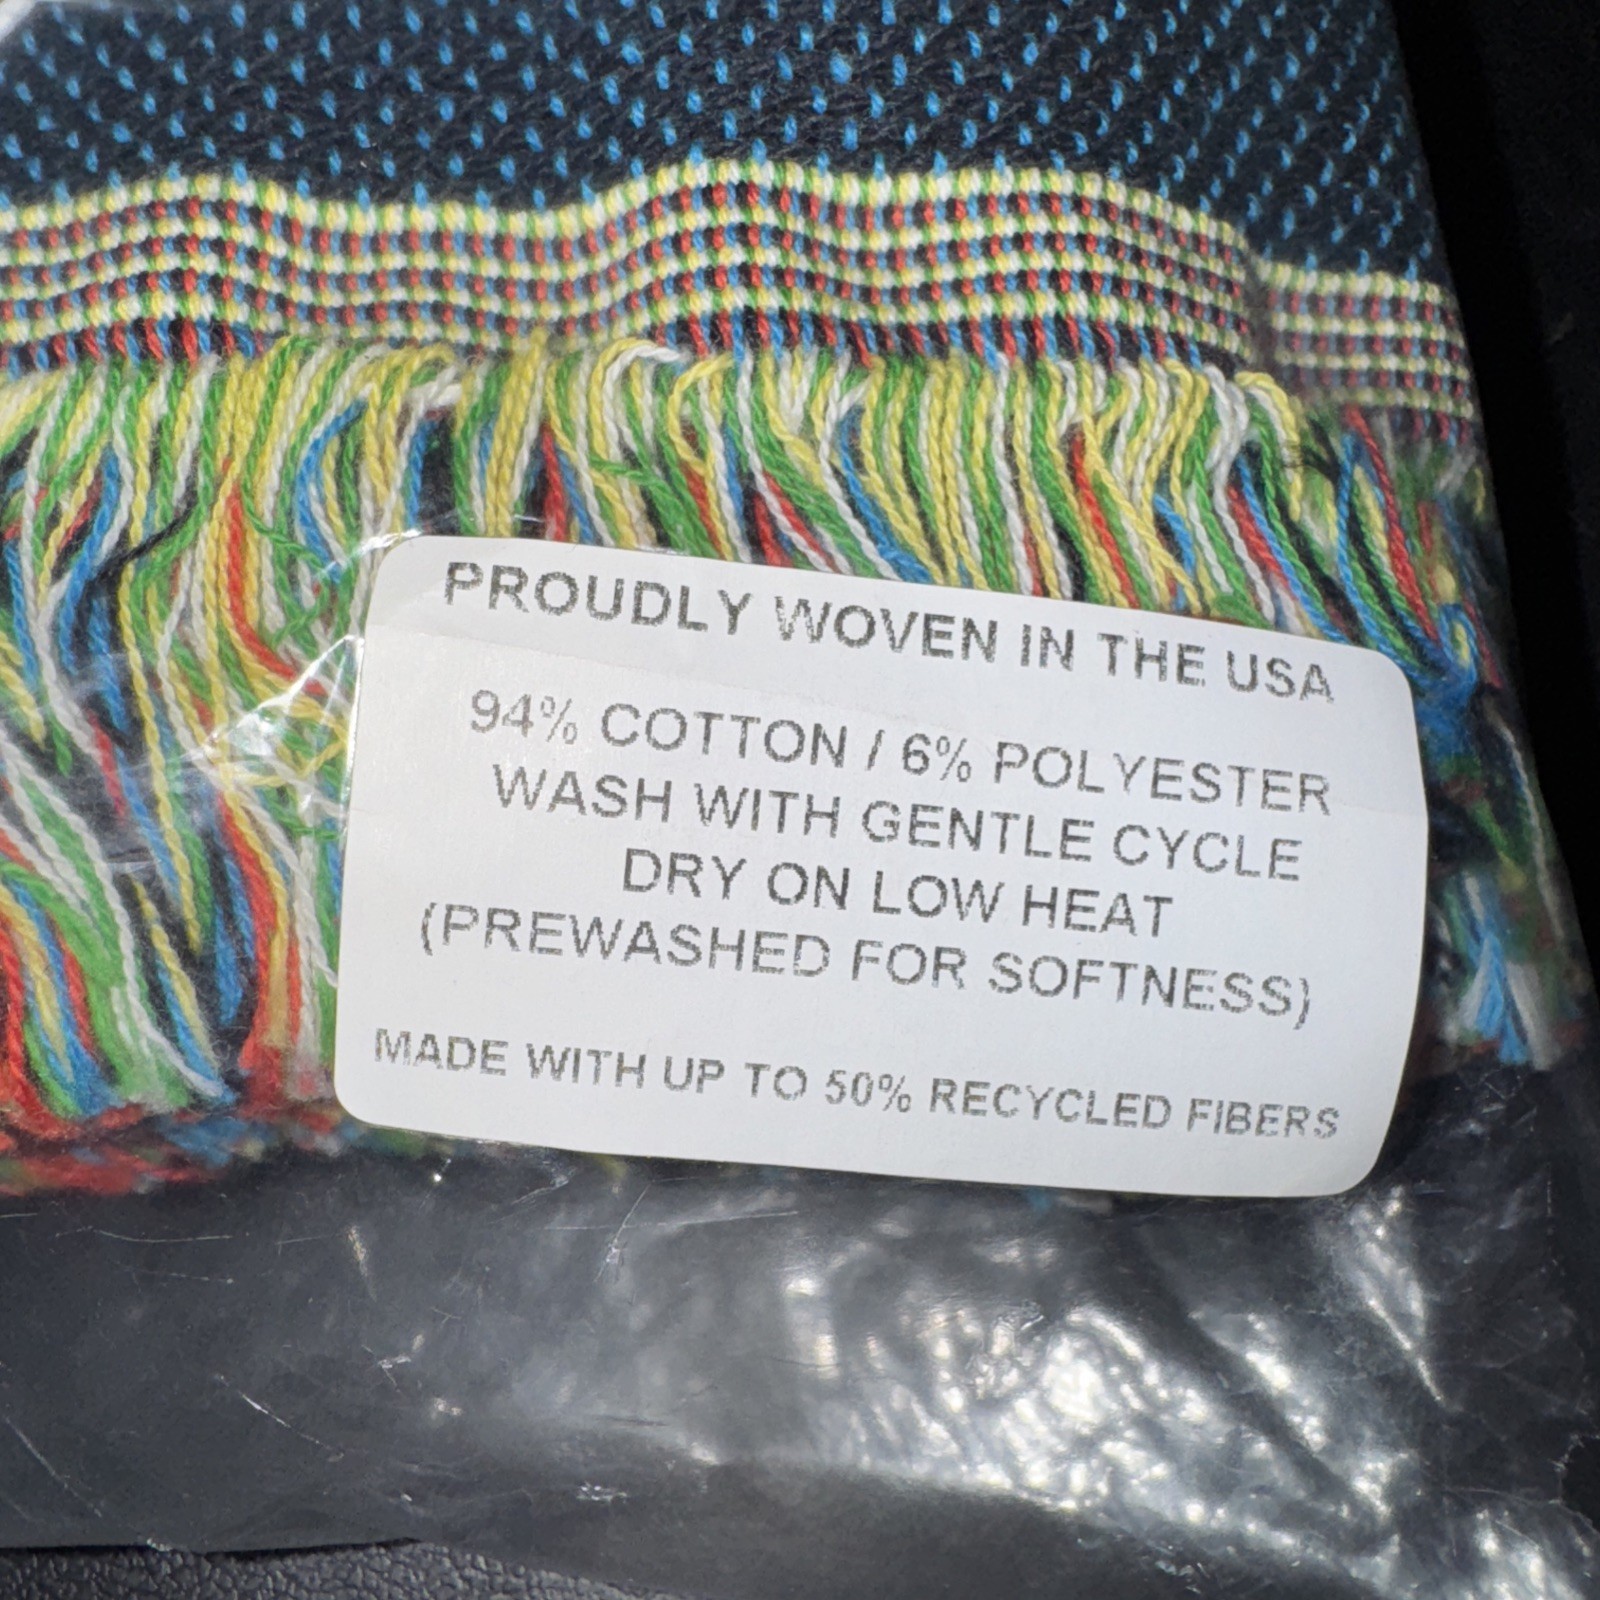 PROUDLY WOVEN IN THE USA
94% COTTON / 6% POLYESTER
WASH WITH GENTLE CYCLE
DRY ON LOW HEAT
(PREWASHED FOR SOFTNESS)
MADE WITH UP TO 50% RECYCLED FIBERS